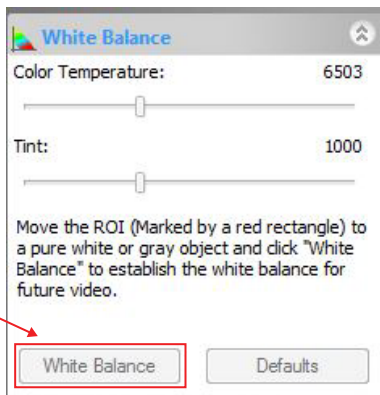 White Balance
Color Temperature: 6503
Tint: 1000
Move the ROI (Marked by a red rectangle) to
a pure white or gray object and click "White
Balance" to establish the white balance for
future video.
White Balance Defaults